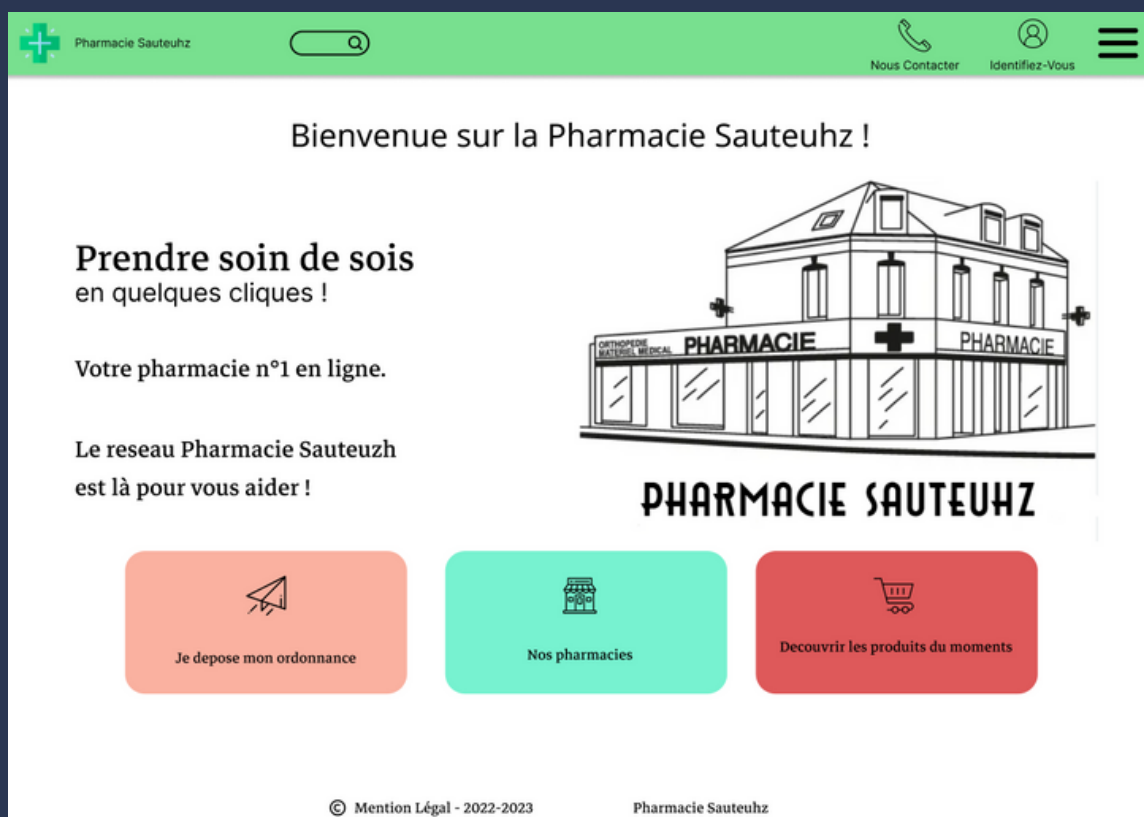 Pharmacie Sauteuhz
Nous Contacter
Identifiez-Vous
Bienvenue sur la Pharmacie Sauteuhz !
Prendre soin de sois
en quelques cliques !
Votre pharmacie n°1 en ligne.
Le reseau Pharmacie Sauteuzh
est là pour vous aider !
ORTHOPEDIE
MATERIEL MEDICAL
PHARMACIE
PHARMACIE
PHARMACIE SAUTEUHZ
Je depose mon ordonnance
Nos pharmacies
Decouvrir les produits du moments
© Mention Légal - 2022-2023
Pharmacie Sauteuhz